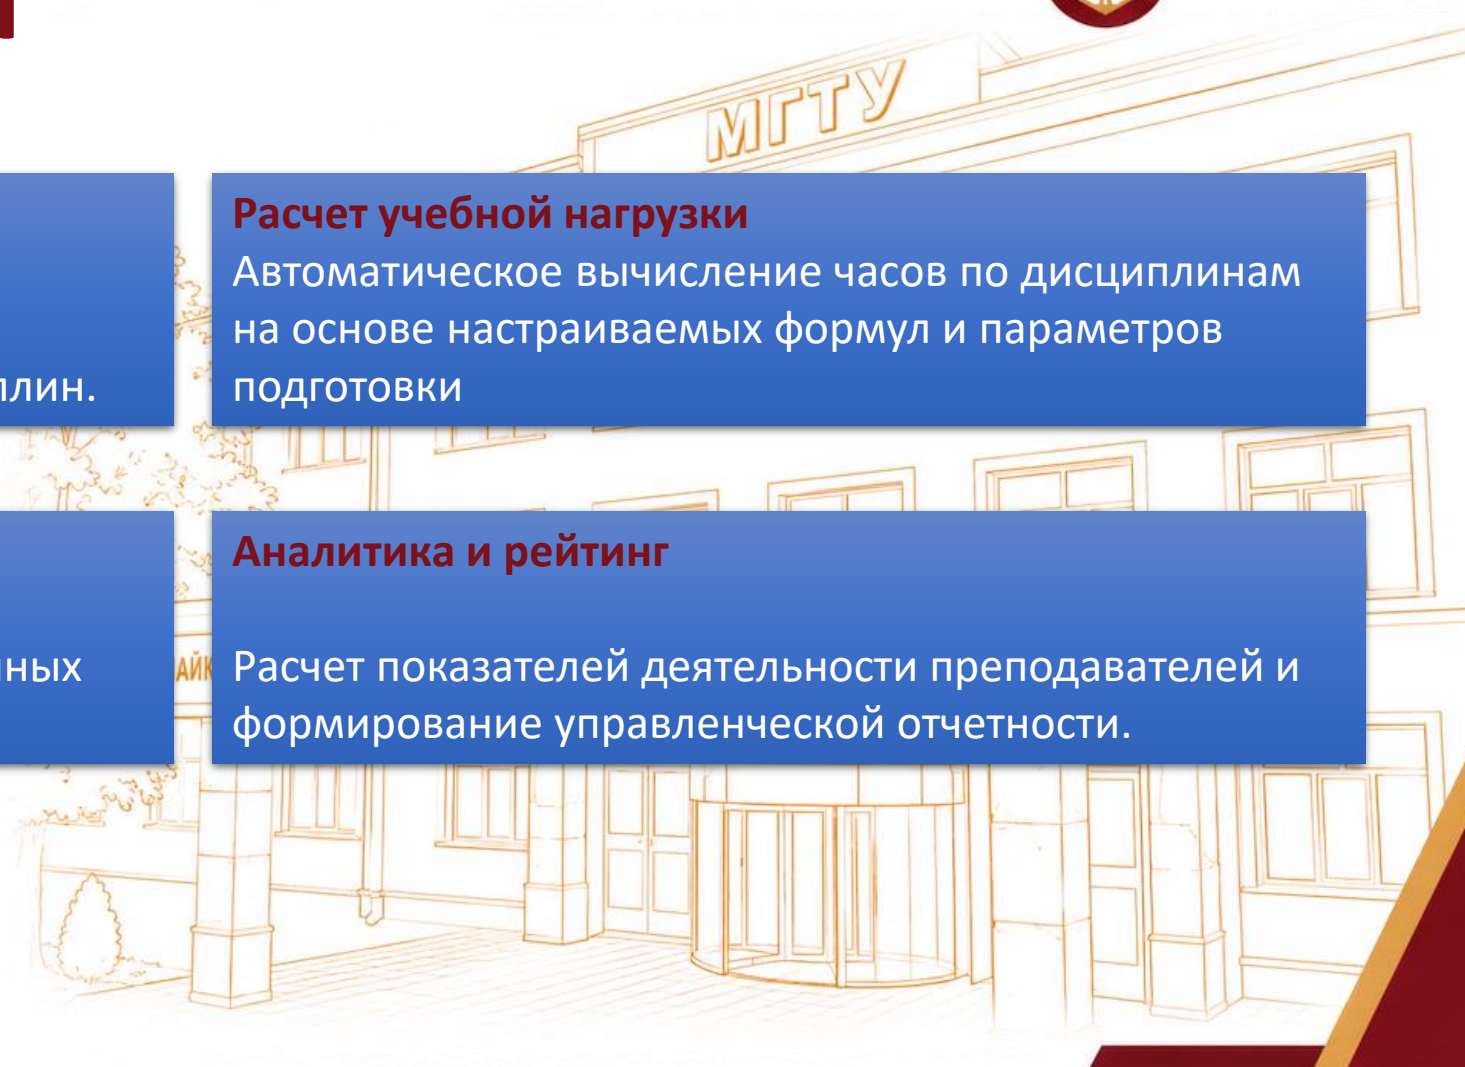 МГТУ
Расчет учебной нагрузки
Автоматическое вычисление часов по дисциплинам
на основе настраиваемых формул и параметров
подготовки
Аналитика и рейтинг
Расчет показателей деятельности преподавателей и
формирование управленческой отчетности.